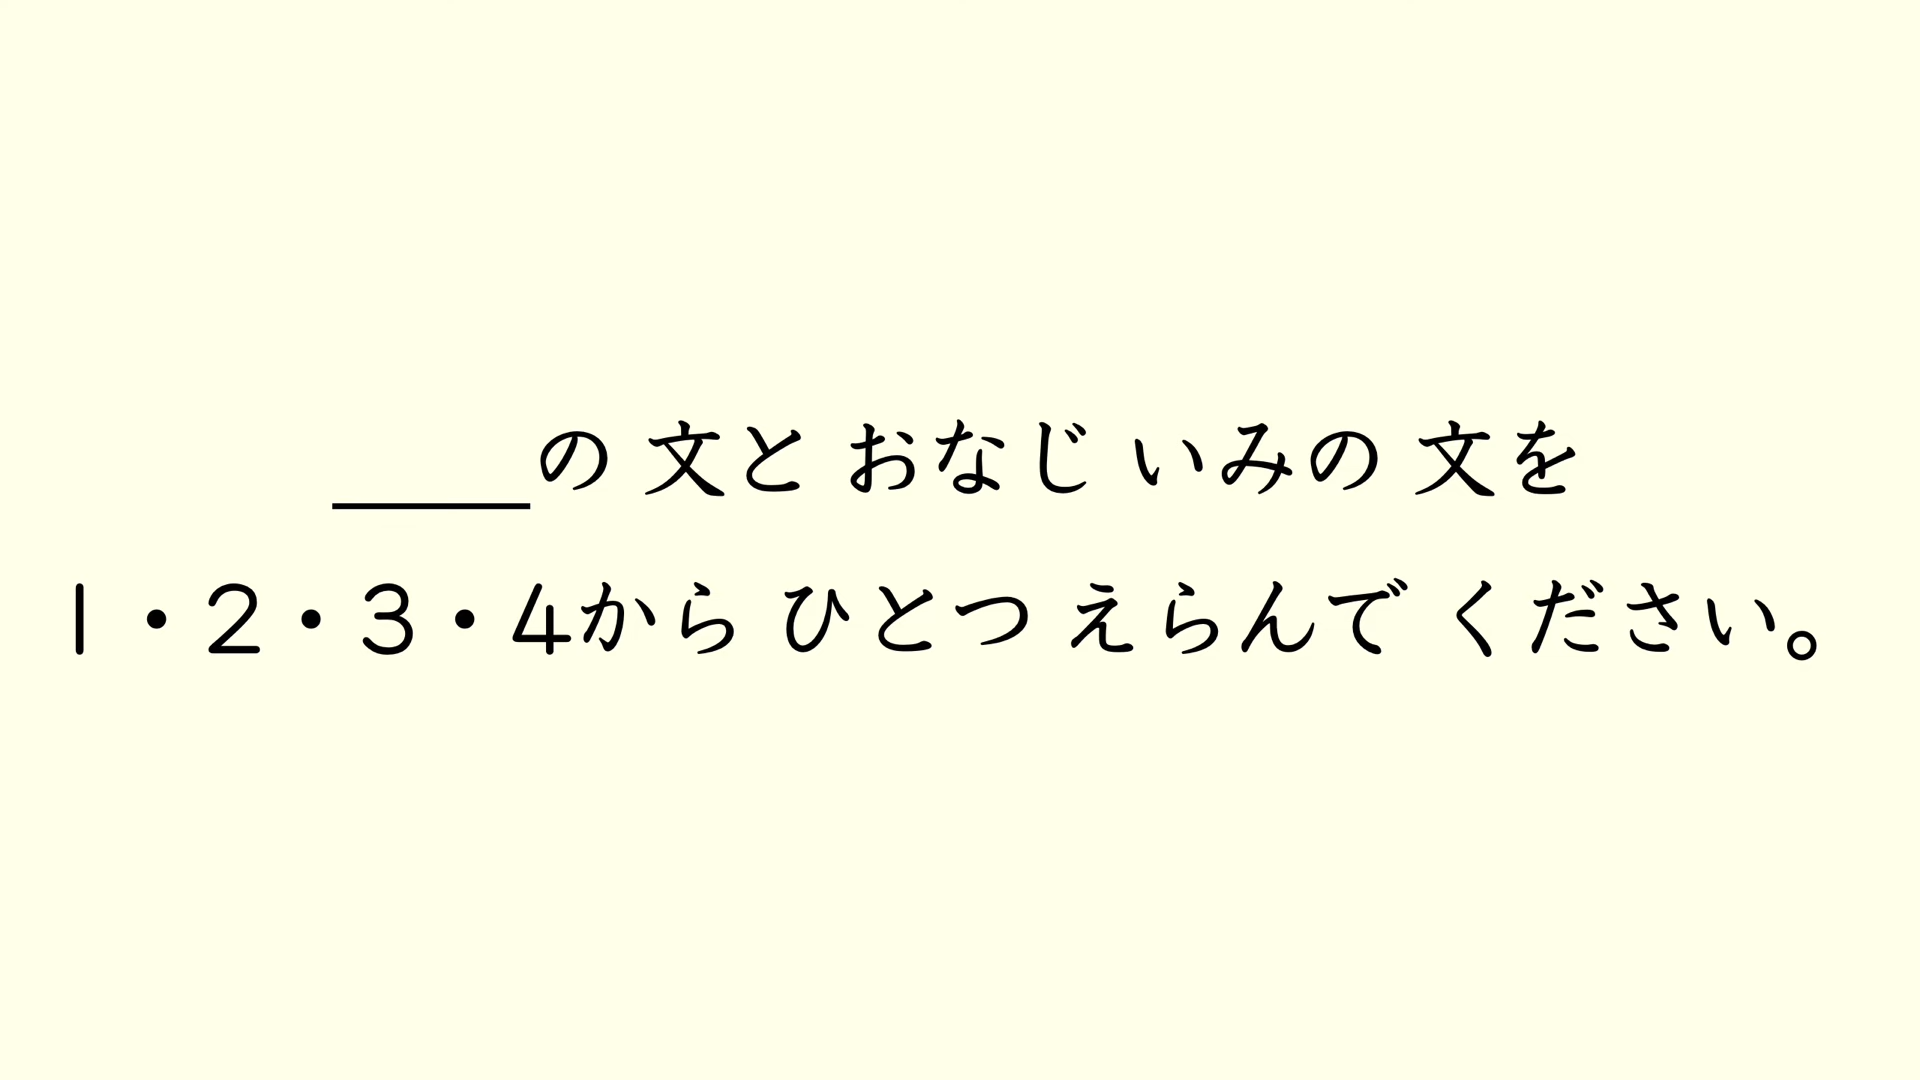 ____の 文と おなじ いみの 文を
1・2・3・4から ひとつ えらんで ください。